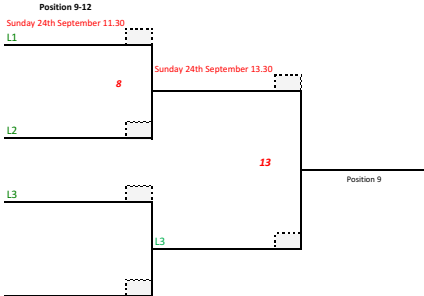 Position 9-12
Sunday 24th September 11.30
L1
Sunday 24th September 13.30
8
L2
13
Position 9
L3
L3